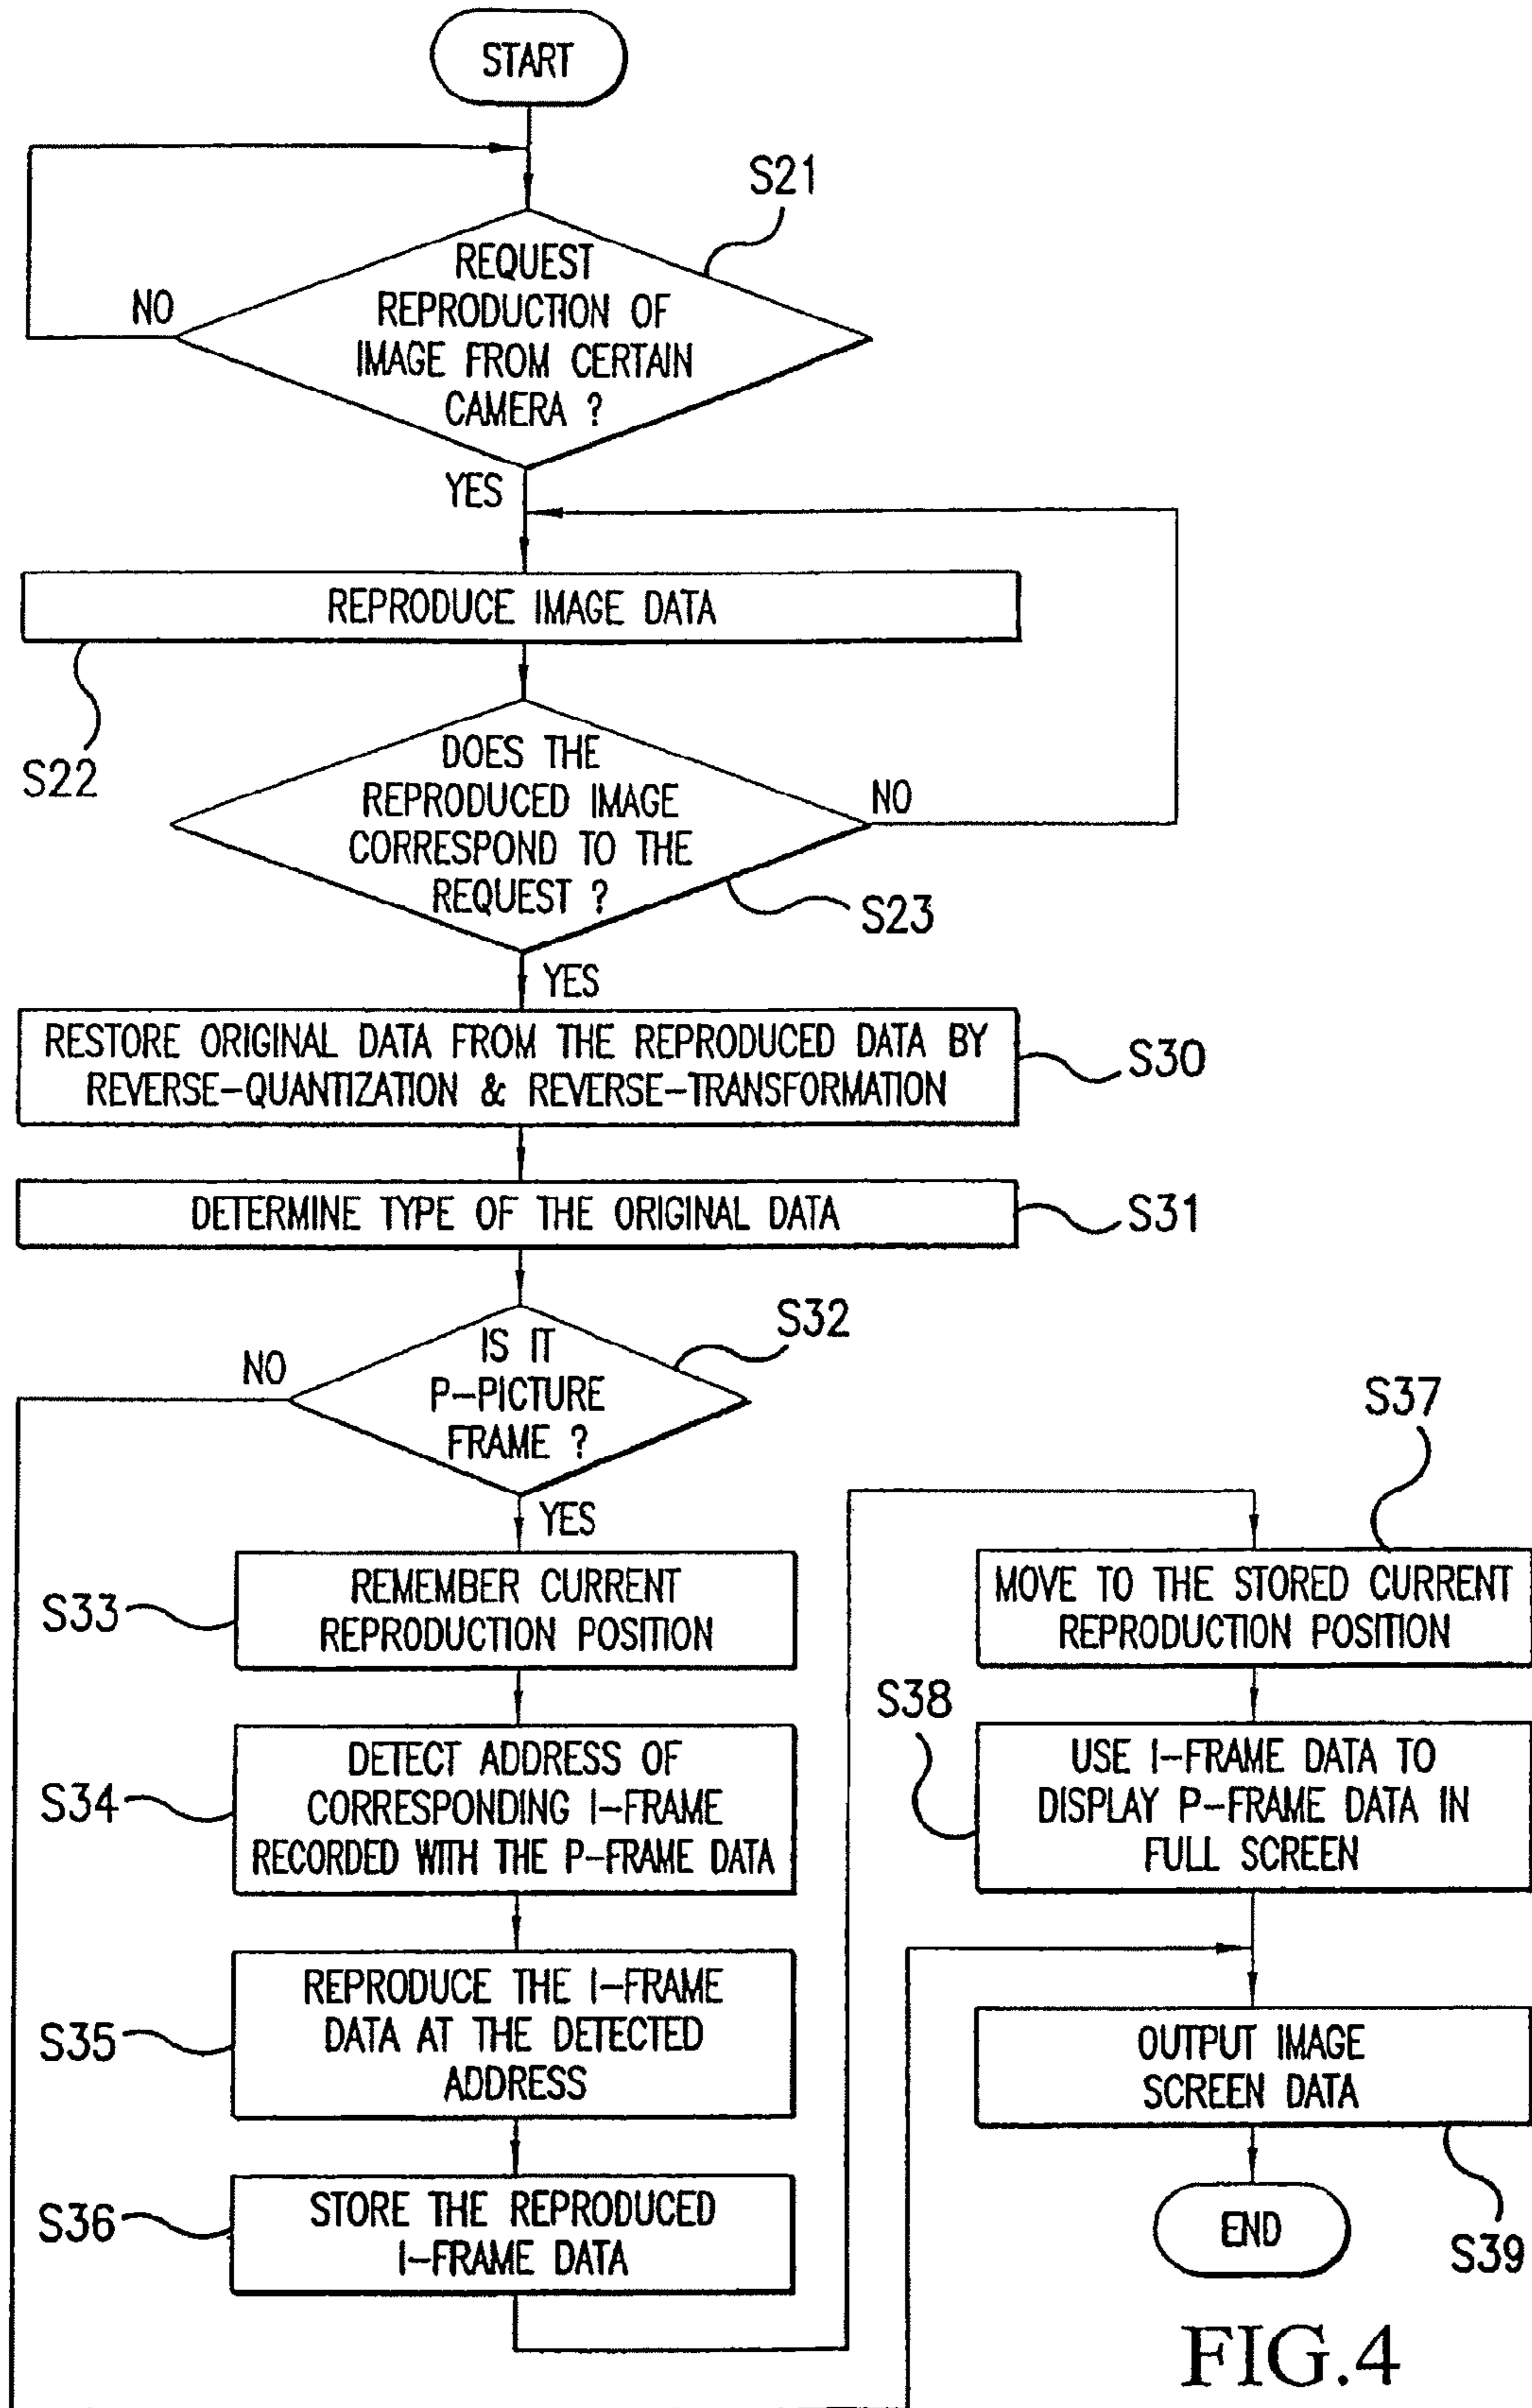 START
S21
REQUEST
REPRODUCTION OF
IMAGE FROM CERTAIN
CAMERA ?
NO
YES
REPRODUCE IMAGE DATA
S22
DOES THE
REPRODUCED IMAGE
CORRESPOND TO THE
REQUEST ?
NO
S23
YES
RESTORE ORIGINAL DATA FROM THE REPRODUCED DATA BY
REVERSE-QUANTIZATION & REVERSE-TRANSFORMATION
S30
DETERMINE TYPE OF THE ORIGINAL DATA
S31
IS IT
P-PICTURE
FRAME ?
S32
NO
YES
REMEMBER CURRENT
REPRODUCTION POSITION
S33
DETECT ADDRESS OF
CORRESPONDING I-FRAME
RECORDED WITH THE P-FRAME DATA
S34
REPRODUCE THE I-FRAME
DATA AT THE DETECTED
ADDRESS
S35
STORE THE REPRODUCED
I-FRAME DATA
S36
S37
MOVE TO THE STORED CURRENT
REPRODUCTION POSITION
S38
USE I-FRAME DATA TO
DISPLAY P-FRAME DATA IN
FULL SCREEN
OUTPUT IMAGE
SCREEN DATA
S39
END
FIG.4